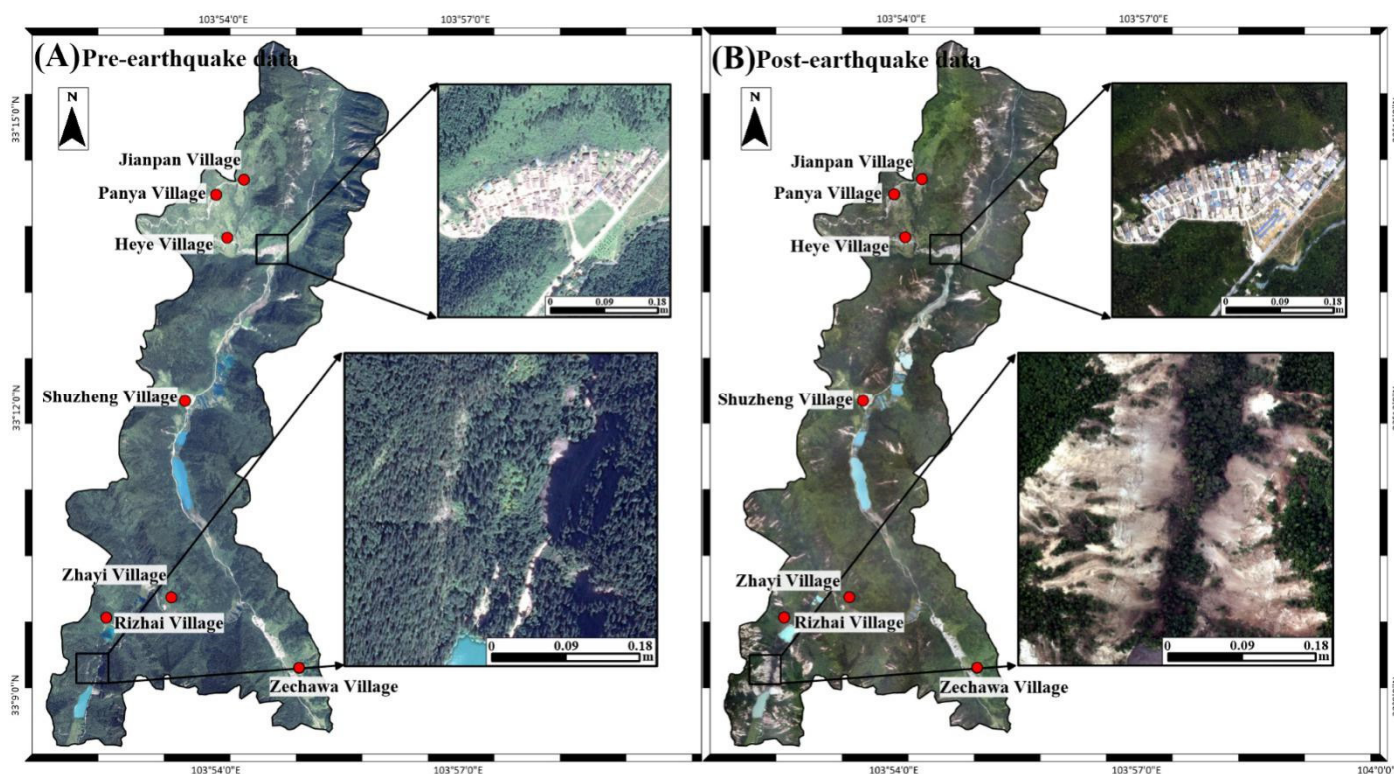 103°54'0"E
103°57'0"E
103°54'0"E
103°57'0"E
(A) Pre-earthquake data
(B) Post-earthquake data
N
N
33°15'0"N
33°12'0"N
33°9'0"N
Jianpan Village
Panya Village
Heye Village
0 0.09 0.18
m
Shuzheng Village
Zhayi Village
Rizhai Village
Zechawa Village
0 0.09 0.18
m
Jianpan Village
Panya Village
Heye Village
0 0.09 0.18
m
Shuzheng Village
Zhayi Village
Rizhai Village
Zechawa Village
0 0.09 0.18
m
103°54'0"E
103°57'0"E
103°54'0"E
103°57'0"E
104°0'0"